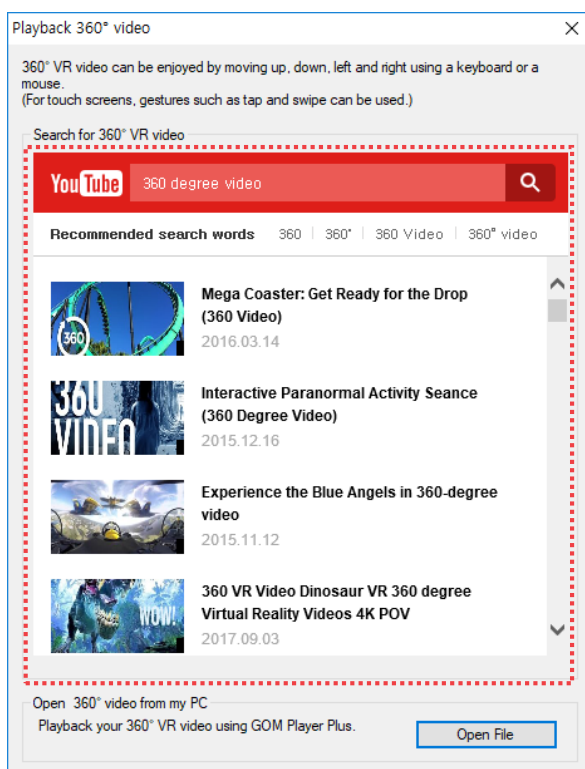 Playback 360° video
360° VR video can be enjoyed by moving up, down, left and right using a keyboard or a
mouse.
(For touch screens, gestures such as tap and swipe can be used.)
Search for 360° VR video
YouTube 360 degree video
Recommended search words 360 360° 360 Video 360° video
Mega Coaster: Get Ready for the Drop
(360 Video)
2016.03.14
360
Interactive Paranormal Activity Seance
(360 Degree Video)
2015.12.16
360
VIDEO
Experience the Blue Angels in 360-degree
video
2015.11.12
360 VR Video Dinosaur VR 360 degree
Virtual Reality Videos 4K POV
2017.09.03
WOW!
Open 360° video from my PC
Playback your 360° VR video using GOM Player Plus.
Open File